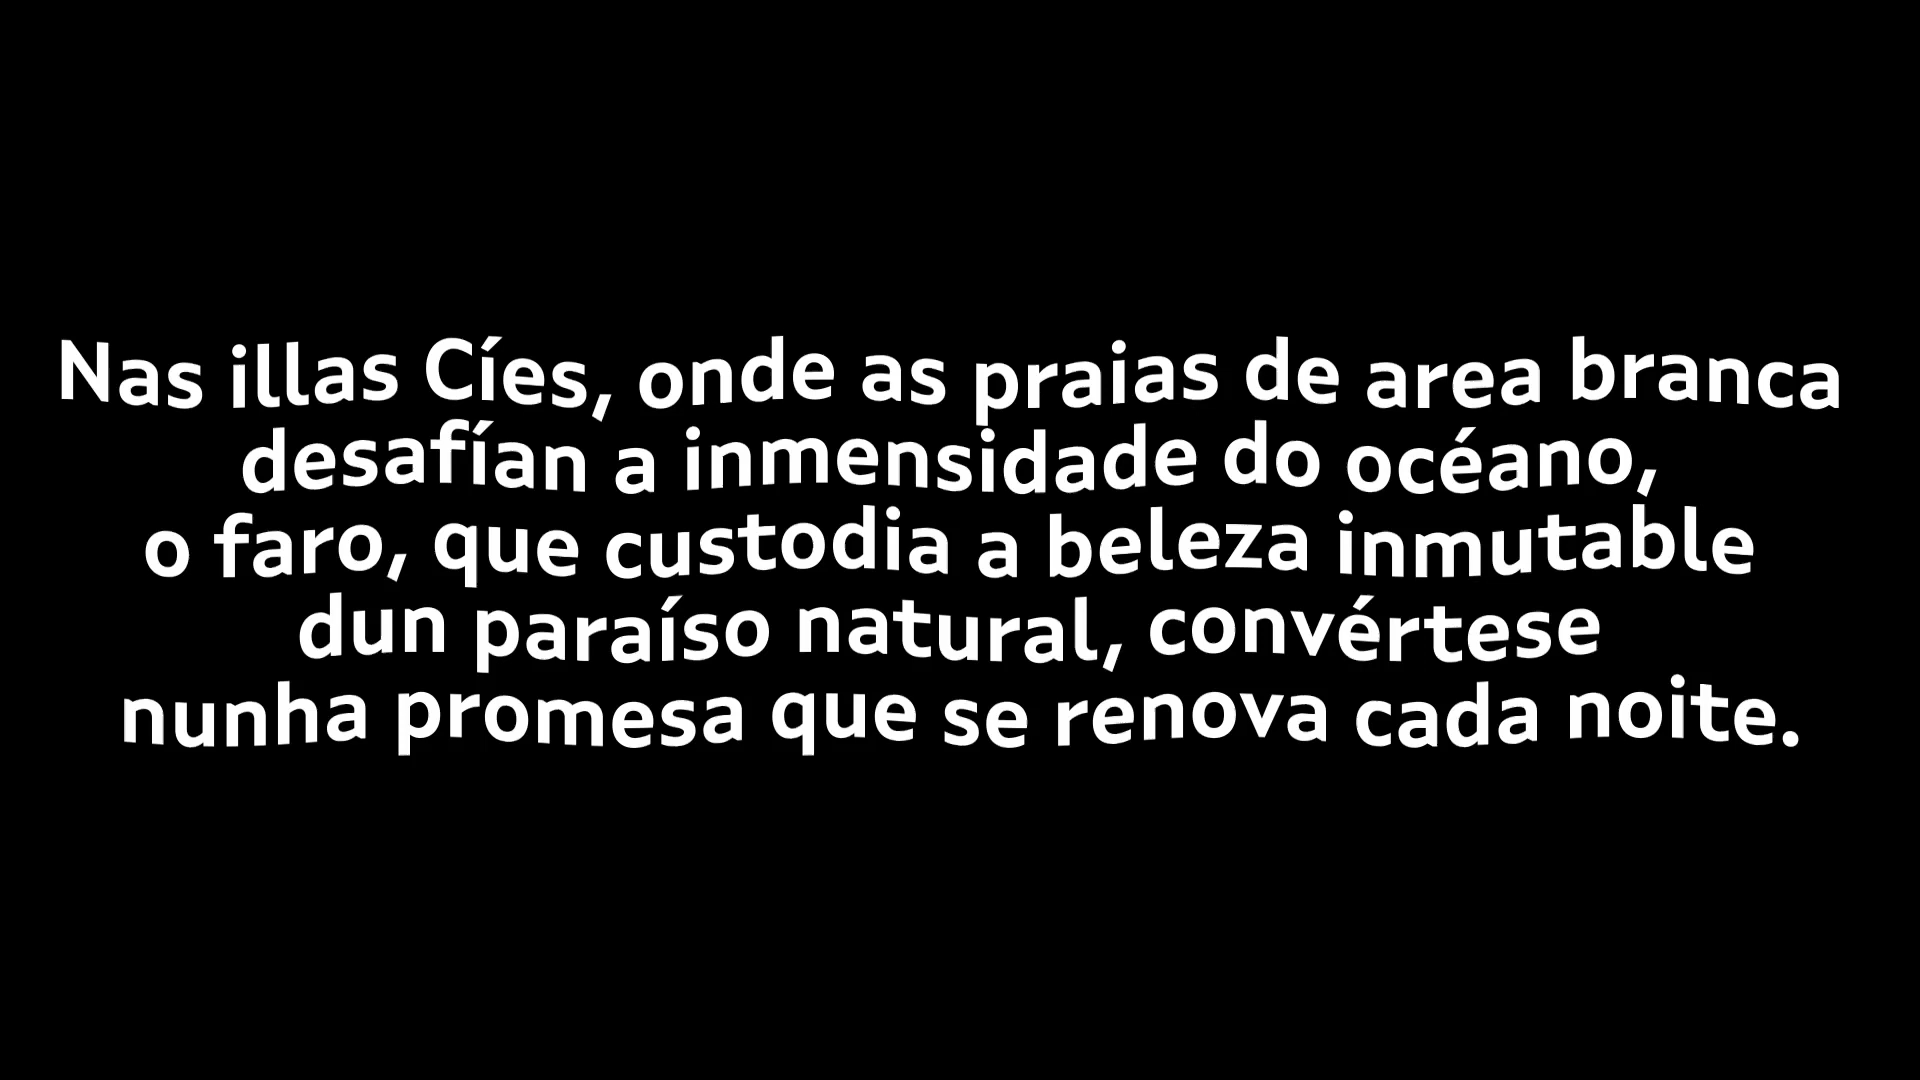 Nas illas Cíes, onde as praias de area branca
desafían a inmensidade do océano,
o faro, que custodia a beleza inmutable
dun paraíso natural, convértese
nunha promesa que se renova cada noite.